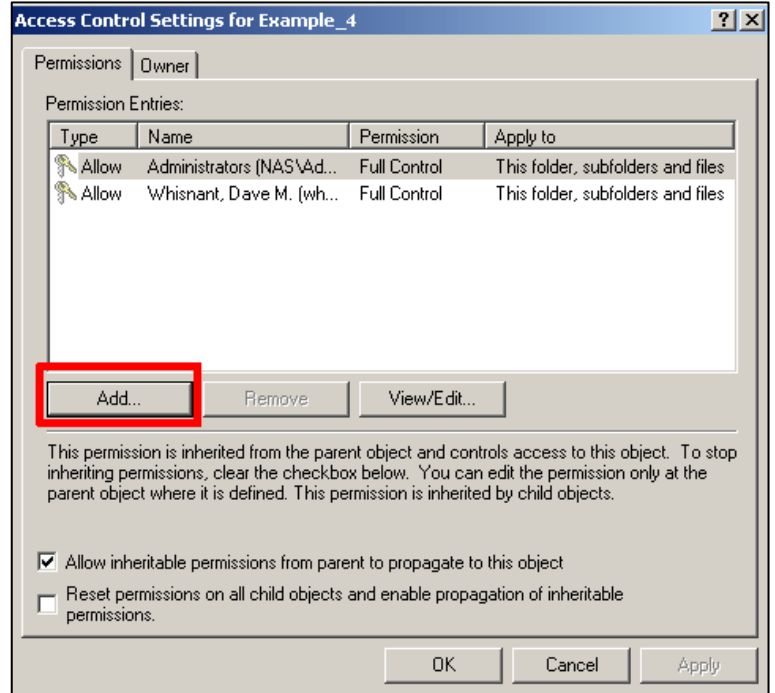 Access Control Settings for Example_4
Permissions Owner
Permission Entries:
Type Name Permission Apply to
Allow Administrators (NAS\Ad... Full Control This folder, subfolders and files
Allow Whisnant, Dave M. (wh... Full Control This folder, subfolders and files
Add... Remove View/Edit...
This permission is inherited from the parent object and controls access to this object. To stop
inheriting permissions, clear the checkbox below. You can edit the permission only at the
parent object where it is defined. This permission is inherited by child objects.
Allow inheritable permissions from parent to propagate to this object
Reset permissions on all child objects and enable propagation of inheritable
permissions.
OK Cancel Apply